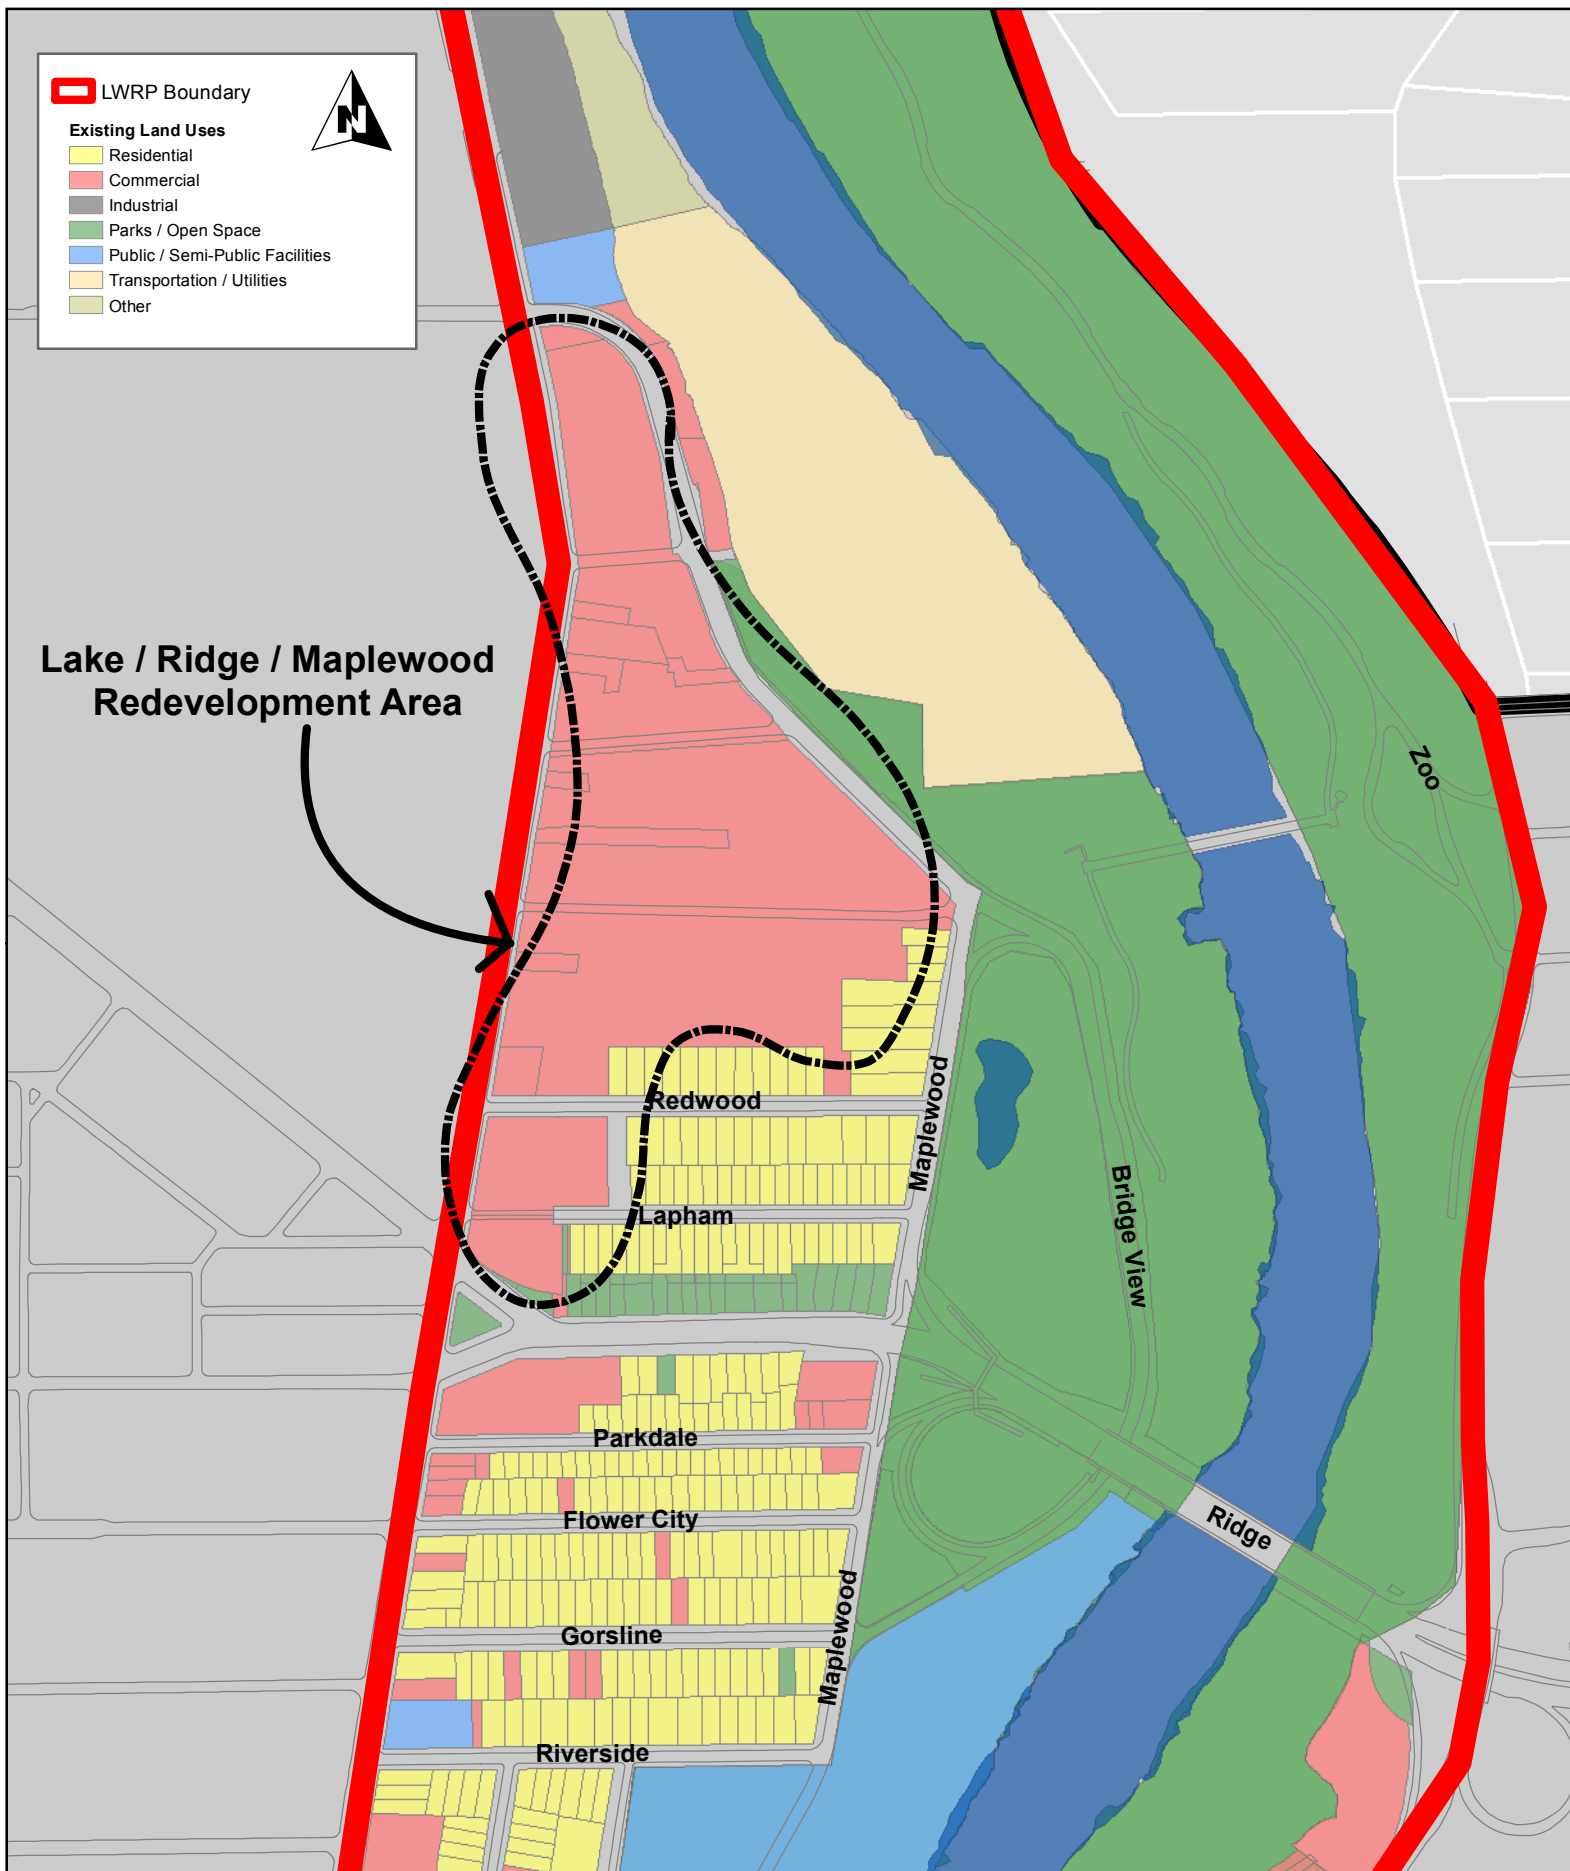 LWRP Boundary
N
Existing Land Uses
Residential
Commercial
Industrial
Parks / Open Space
Public / Semi-Public Facilities
Transportation / Utilities
Other
Lake / Ridge / Maplewood
Redevelopment Area
Zoo
Redwood
Maplewood
Lapham
Bridge View
Parkdale
Flower City
Ridge
Gorsline
Maplewood
Riverside